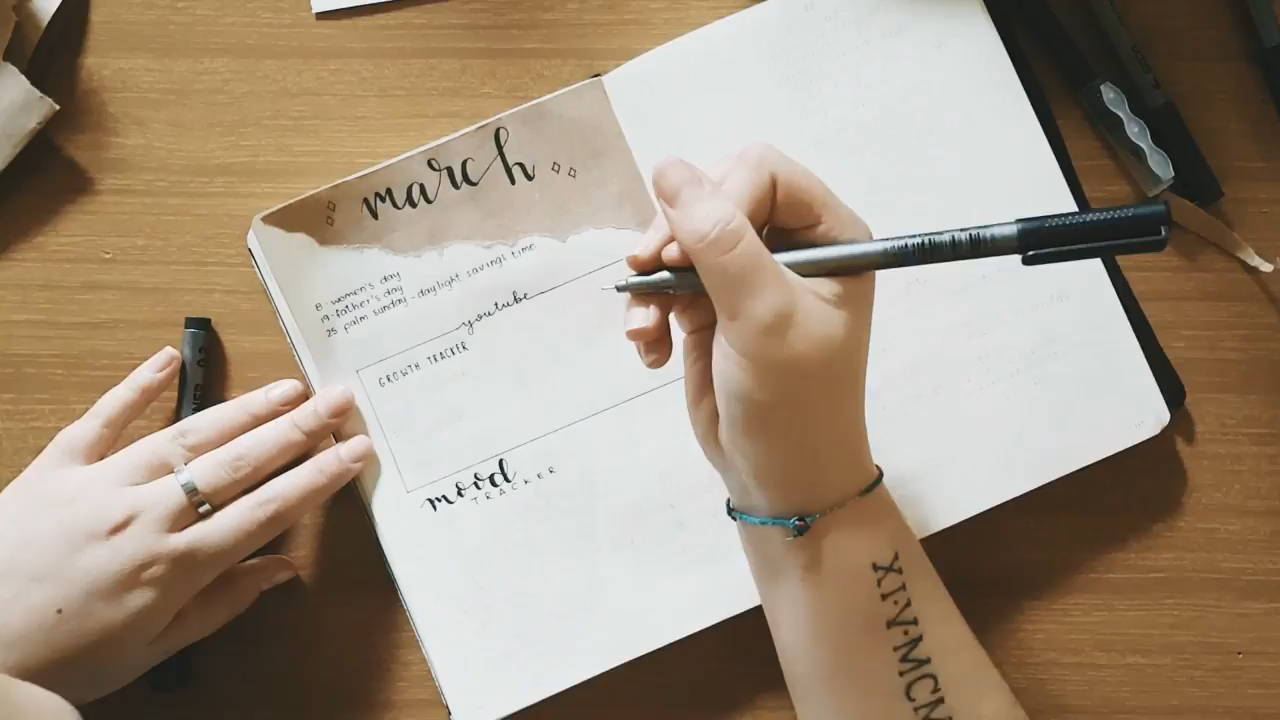 march
8-women's day
19-father's day
25 palm sunday-daylight savings time
youtube
GROWTH TRACKER
mood
TRACKER
XI·V·MCM